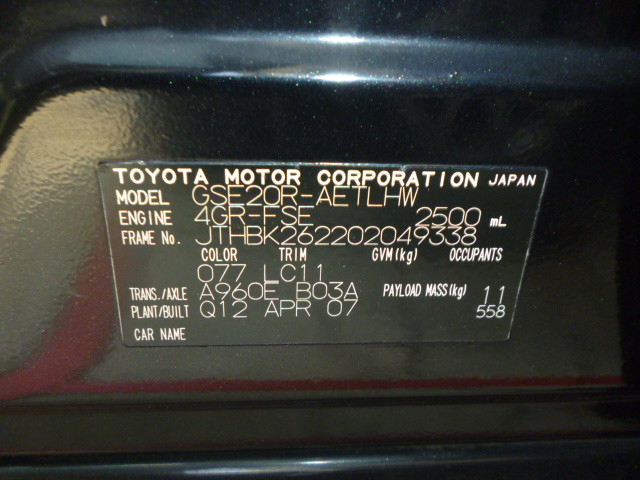 TOYOTA MOTOR CORPORATION JAPAN
MODEL GSE20R-AETLHW
ENGINE 4GR-FSE 2500 mL
FRAME NO. JTHBK262202049338
COLOR TRIM GVM(kg) OCCUPANTS
077 LC11
TRANS./AXLE A960E B03A PAYLOAD MASS(kg) 11
PLANT/BUILT Q12 APR 07 558
CAR NAME